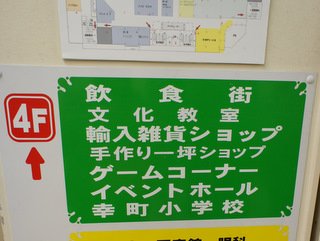 4F
飲食街
文化教室
輸入雑貨ショップ
手作り一坪ショップ
ゲームコーナー
イベントホール
幸町小学校
眼科